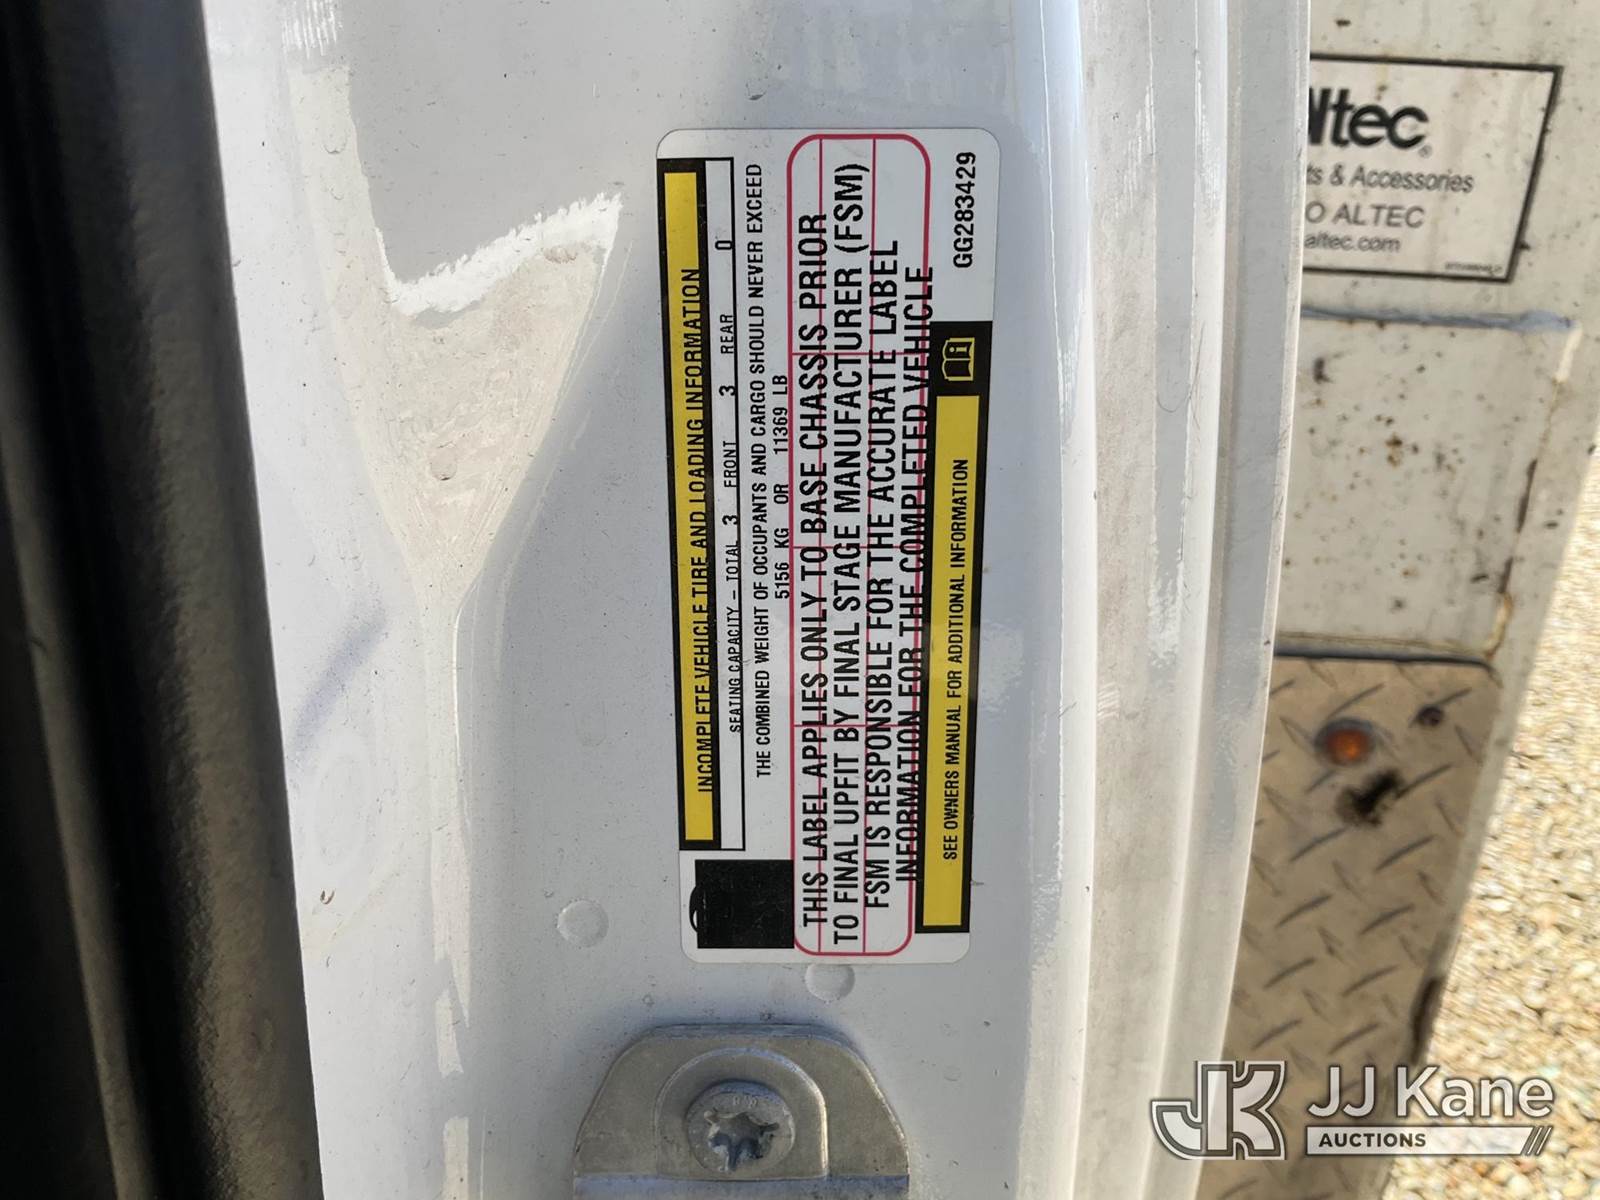 INCOMPLETE VEHICLE TIRE AND LOADING INFORMATION
SEATING CAPACITY - TOTAL 3 FRONT 3 REAR 0
THE COMBINED WEIGHT OF OCCUPANTS AND CARGO SHOULD NEVER EXCEED
5156 KG OR 11369 LB
THIS LABEL APPLIES ONLY TO BASE CHASSIS PRIOR
TO FINAL UPFIT BY FINAL STAGE MANUFACTURER (FSM)
FSM IS RESPONSIBLE FOR THE ACCURATE LABEL
INFORMATION FOR THE COMPLETED VEHICLE
SEE OWNERS MANUAL FOR ADDITIONAL INFORMATION
GG283429
Altec
ts & Accessories
O ALTEC
altec.com
JK JJ Kane
AUCTIONS